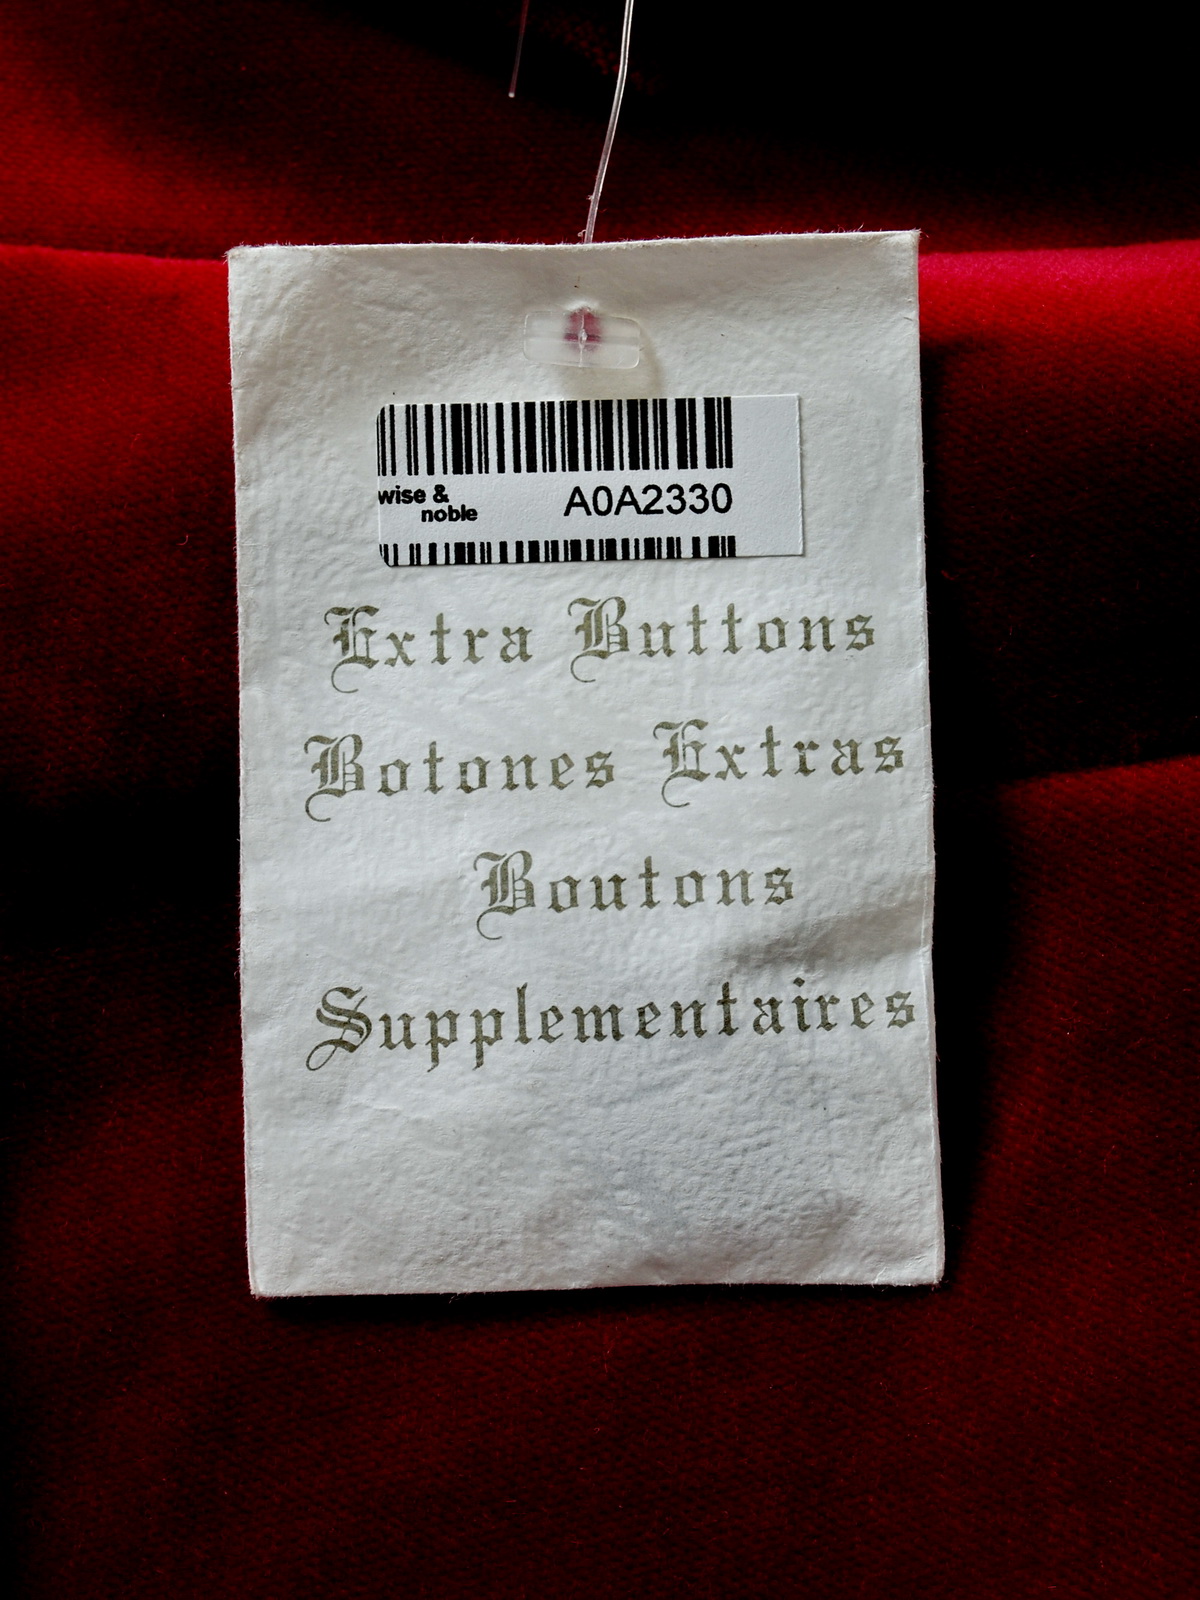 wise &
noble
A0A2330
Extra Buttons
Botones Extras
Boutons
Supplementaires